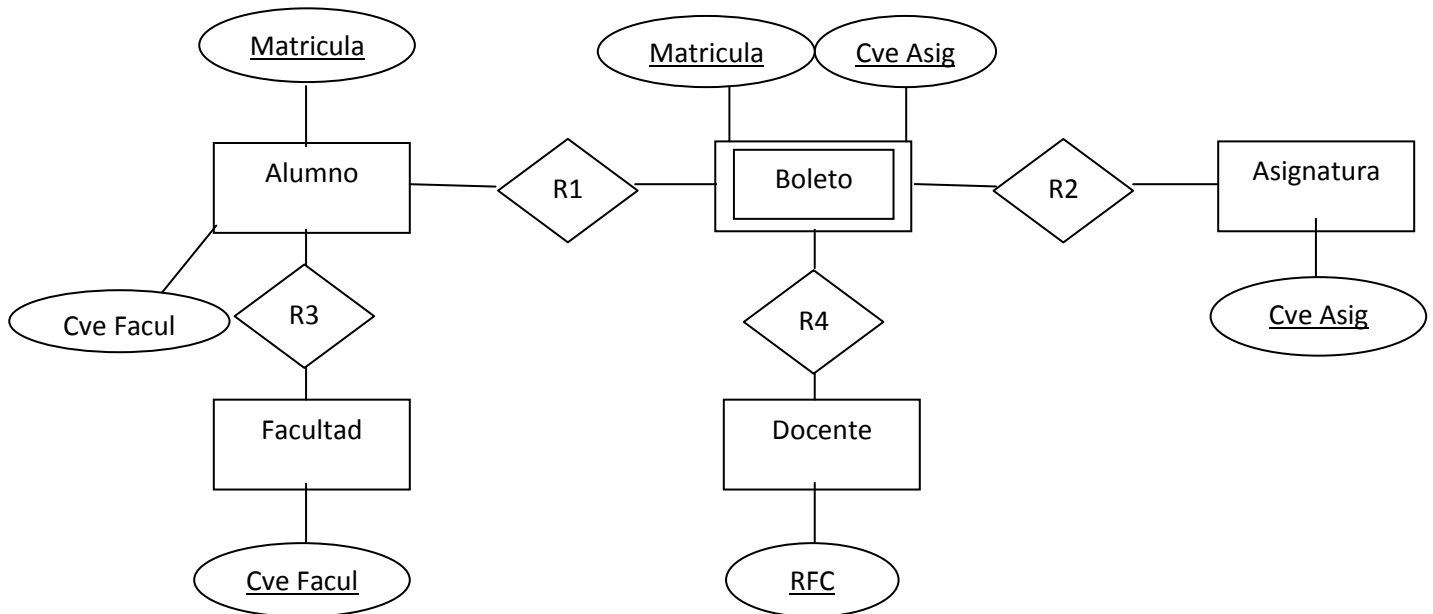 Matricula
Matricula
Cve Asig
Alumno
R1
Boleto
R2
Asignatura
Cve Facul
R3
R4
Cve Asig
Facultad
Docente
Cve Facul
RFC